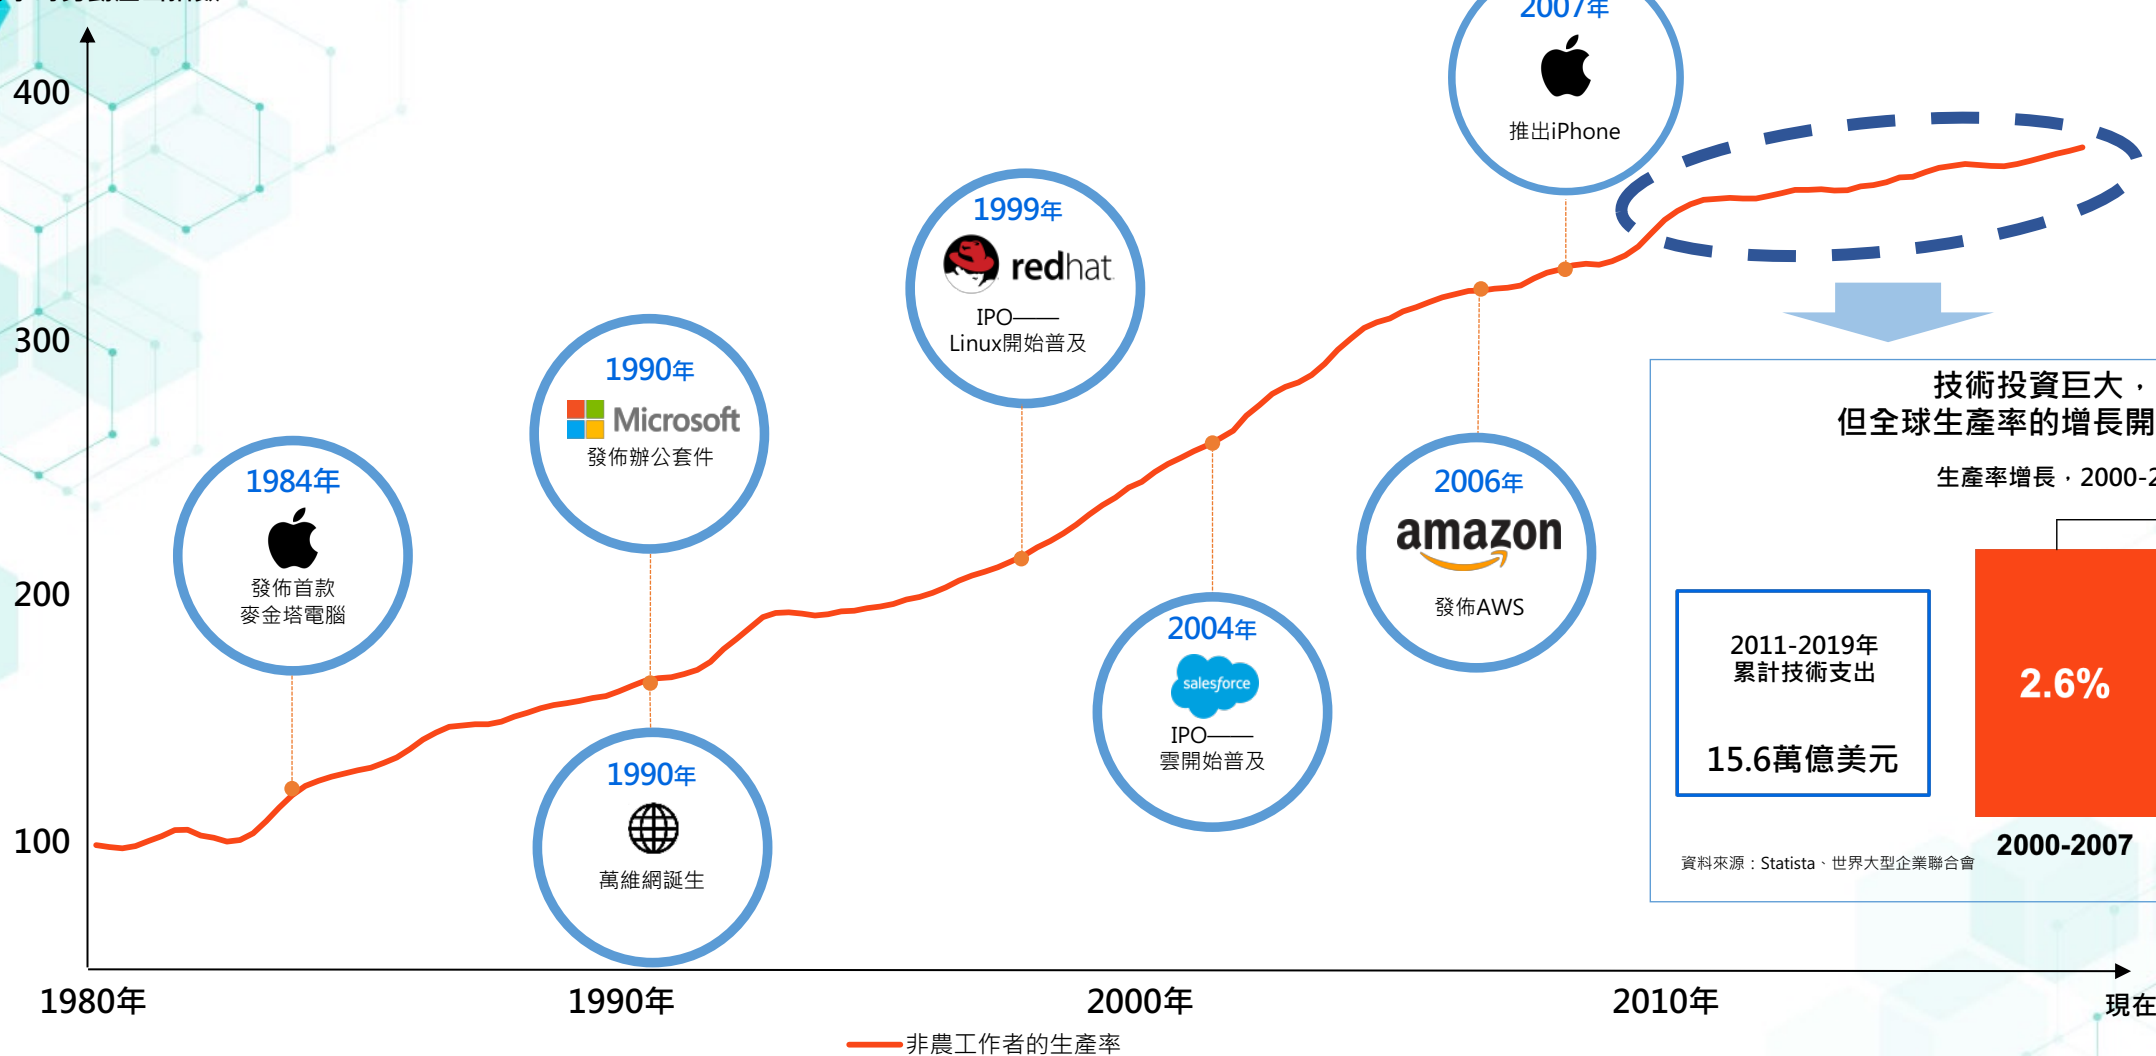 2007年
推出iPhone
400
1999年
redhat
IPO——
Linux開始普及
300
1990年
Microsoft
發佈辦公套件
技術投資巨大，
但全球生產率的增長開
生產率增長，2000-2
1984年
發佈首款
麥金塔電腦
2006年
amazon
發佈AWS
200
2004年
salesforce
IPO——
雲開始普及
2011-2019年
累計技術支出
15.6萬億美元
2.6%
2000-2007
資料來源：Statista、世界大型企業聯合會
1990年
萬維網誕生
100
1980年
1990年
2000年
2010年
現在
非農工作者的生產率